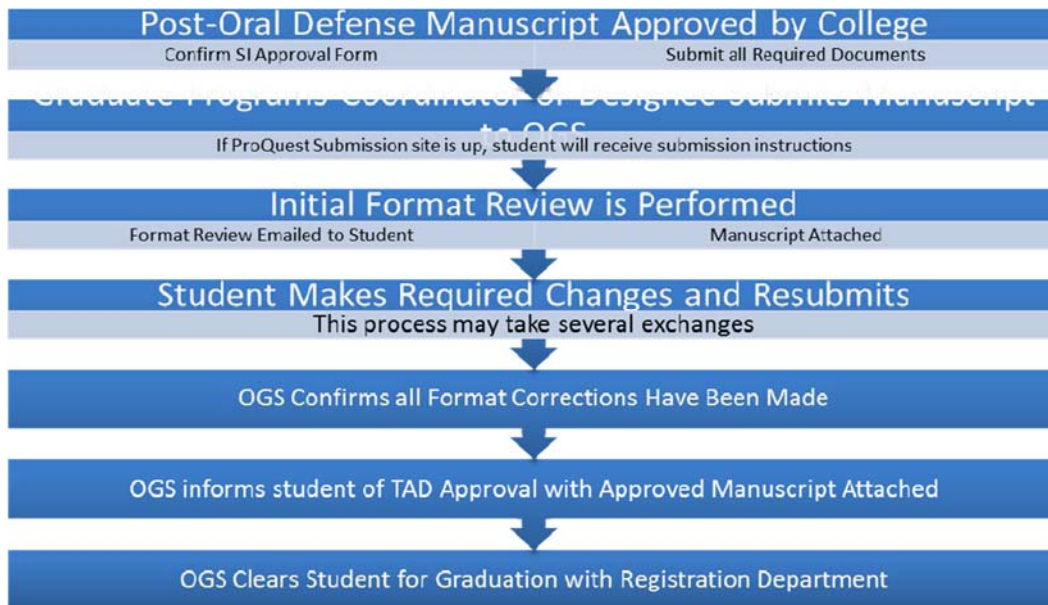 Post-Oral Defense Manuscript Approved by College
Confirm SI Approval Form Submit all Required Documents
Graduate Programs Coordinator or Designee Submits Manuscript
to OGS
If ProQuest Submission site is up, student will receive submission instructions
Initial Format Review is Performed
Format Review Emailed to Student Manuscript Attached
Student Makes Required Changes and Resubmits
This process may take several exchanges
OGS Confirms all Format Corrections Have Been Made
OGS informs student of TAD Approval with Approved Manuscript Attached
OGS Clears Student for Graduation with Registration Department